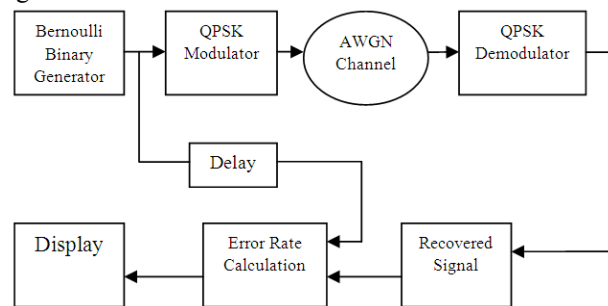 Bernoulli
Binary
Generator
QPSK
Modulator
AWGN
Channel
QPSK
Demodulator
Delay
Display
Error Rate
Calculation
Recovered
Signal